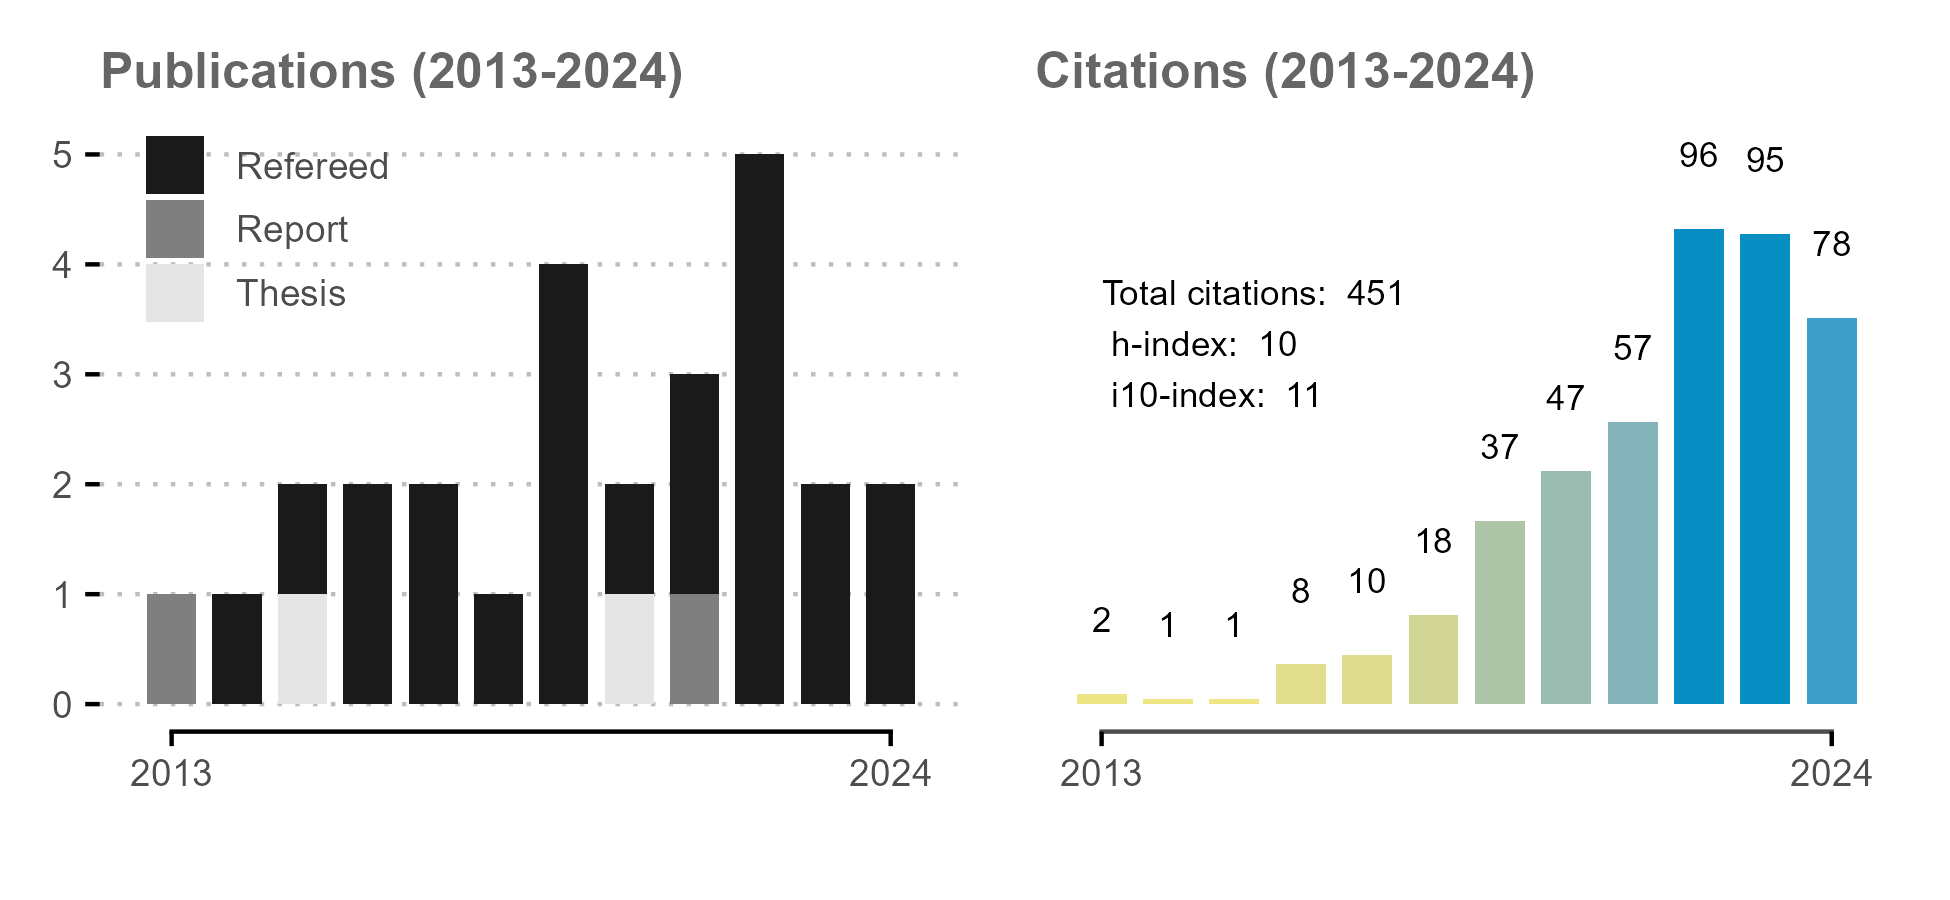 Publications (2013-2024)
5
4
3
2
1
0
Refereed
Report
Thesis
2013
2024
Citations (2013-2024)
Total citations: 451
h-index: 10
i10-index: 11
2
1
1
8
10
18
37
47
57
96
95
78
2013
2024